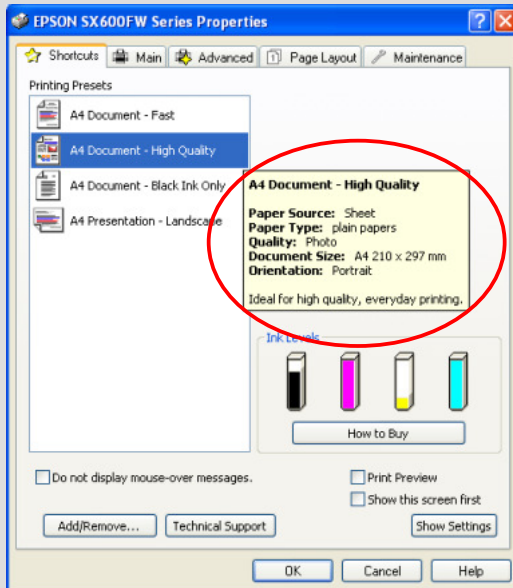 EPSON SX600FW Series Properties
Shortcuts Main Advanced 1 Page Layout Maintenance
Printing Presets
A4 Document - Fast
A4 Document - High Quality
A4 Document - Black Ink Only
A4 Presentation - Landscape
A4 Document - High Quality
Paper Source: Sheet
Paper Type: plain papers
Quality: Photo
Document Size: A4 210 x 297 mm
Orientation: Portrait
Ideal for high quality, everyday printing.
Ink Levels
How to Buy
Do not display mouse-over messages.
Print Preview
Show this screen first
Add/Remove... Technical Support Show Settings
OK Cancel Help